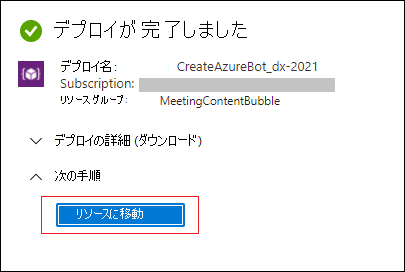 デプロイが完了しました
デプロイ名: CreateAzureBot_dx-2021
Subscription:
リソースグループ: MeetingContentBubble
デプロイの詳細 (ダウンロード)
次の手順
リソースに移動